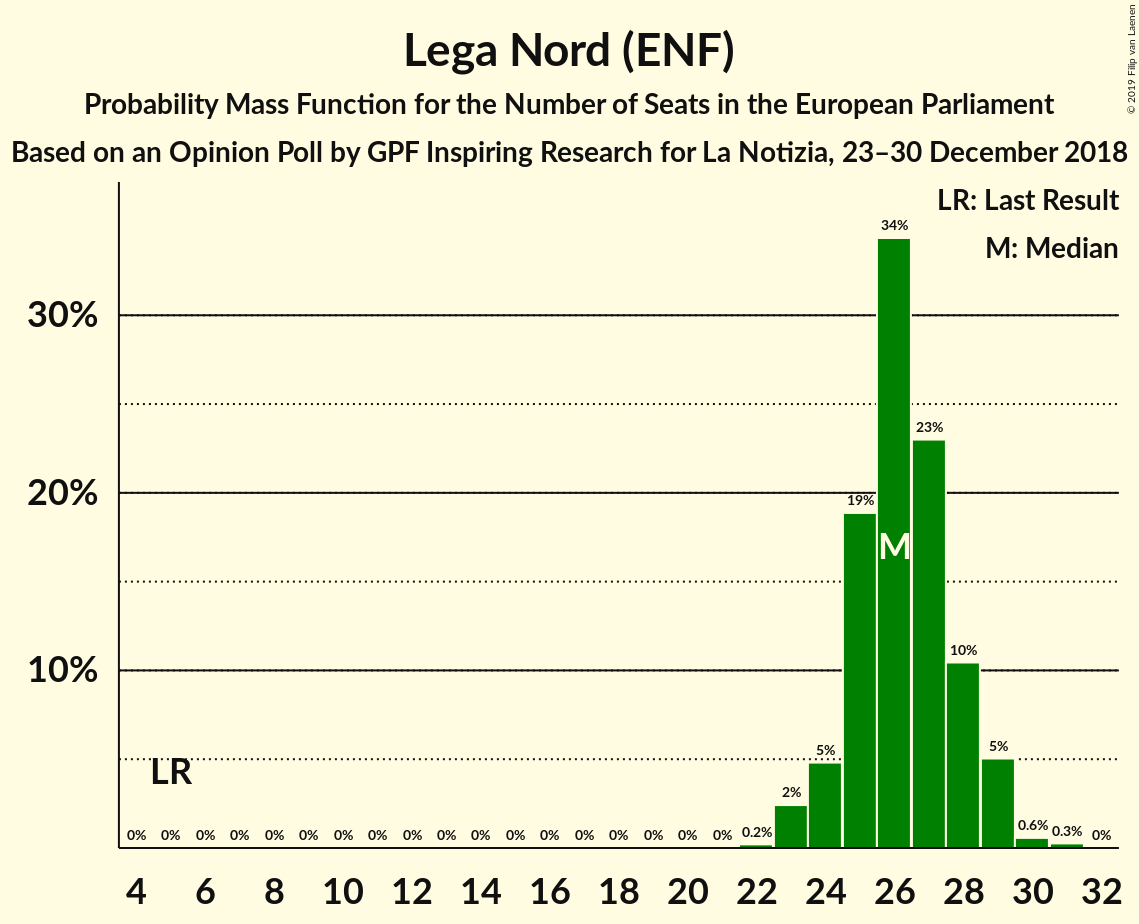 Lega Nord (ENF)
Probability Mass Function for the Number of Seats in the European Parliament
Based on an Opinion Poll by GPF Inspiring Research for La Notizia, 23–30 December 2018
© 2019 Filip van Laenen
LR: Last Result
M: Median
34%
30%
23%
20%
19%
M
10%
10%
5%
5%
LR
2%
0% 0% 0% 0% 0% 0% 0% 0% 0% 0% 0% 0% 0% 0% 0% 0% 0% 0% 0.2% 0.6% 0.3% 0%
4 6 8 10 12 14 16 18 20 22 24 26 28 30 32